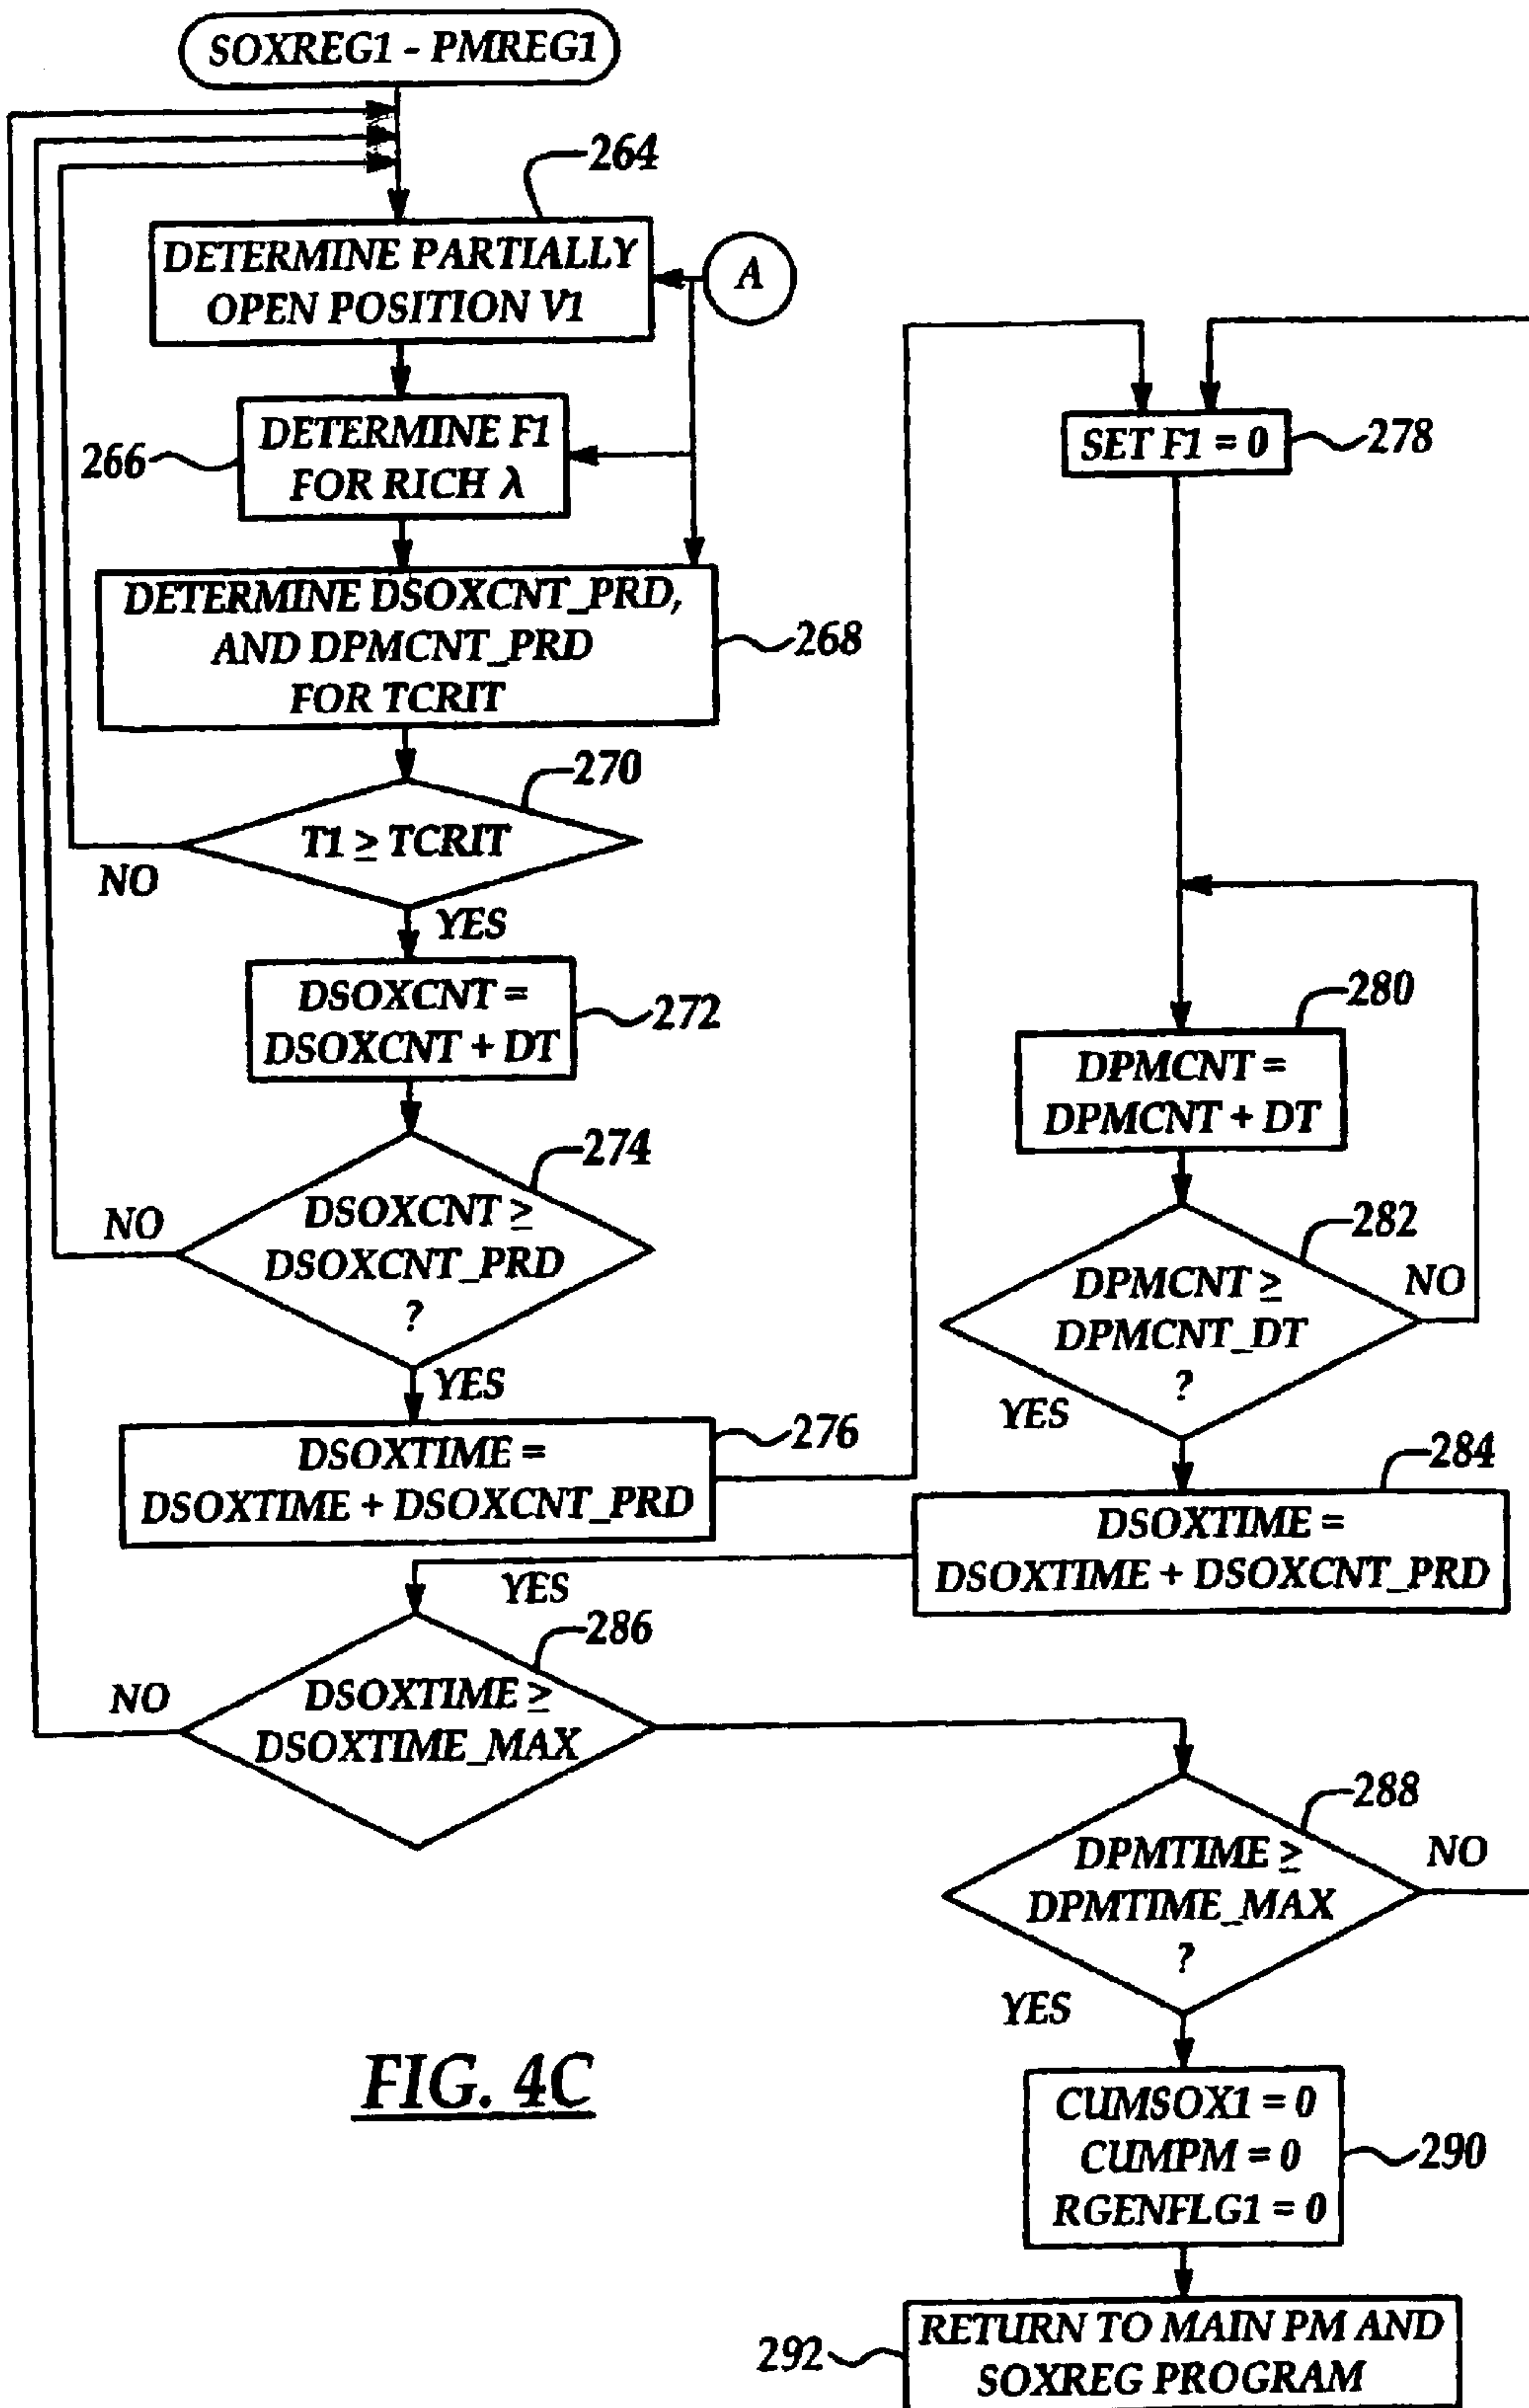 SOXREG1 - PMREG1
264
DETERMINE PARTIALLY
OPEN POSITION V1
A
266
DETERMINE F1
FOR RICH λ
DETERMINE DSOXCNT_PRD,
AND DPMCNT_PRD
FOR TCRIT
268
270
T1 ≥ TCRIT
NO
YES
DSOXCNT =
DSOXCNT + DT
272
274
DSOXCNT ≥
DSOXCNT_PRD
?
NO
YES
DSOXTIME =
DSOXTIME + DSOXCNT_PRD
276
SET F1 = 0
278
280
DPMCNT =
DPMCNT + DT
282
DPMCNT ≥
DPMCNT_DT
?
NO
YES
284
DSOXTIME =
DSOXTIME + DSOXCNT_PRD
YES
286
DSOXTIME ≥
DSOXTIME_MAX
NO
288
DPMTIME ≥
DPMTIME_MAX
?
NO
YES
CUMSOX1 = 0
CUMPM = 0
RGENFLG1 = 0
290
292
RETURN TO MAIN PM AND
SOXREG PROGRAM
FIG. 4C